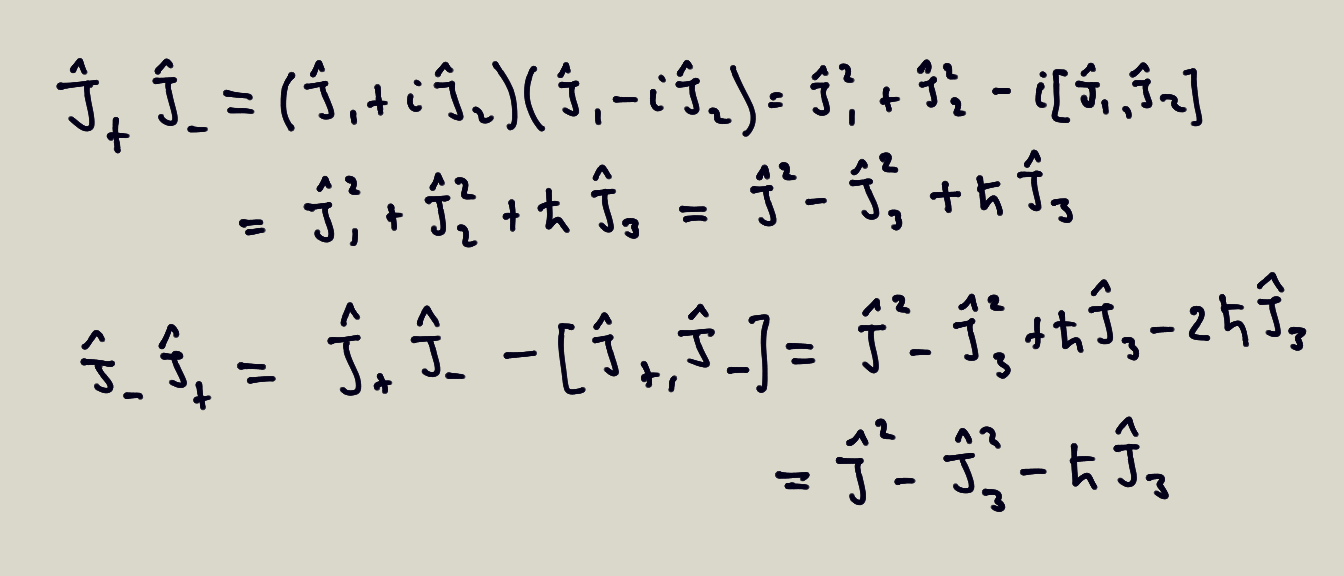 Ĵ₊ Ĵ₋ = (Ĵ₁ + iĴ₂)(Ĵ₁ - iĴ₂) = Ĵ₁² + Ĵ₂² - i[Ĵ₁, Ĵ₂]
= Ĵ₁² + Ĵ₂² + ħ Ĵ₃ = Ĵ² - Ĵ₃² + ħ Ĵ₃
Ĵ₋ Ĵ₊ = Ĵ₊ Ĵ₋ - [Ĵ₊, Ĵ₋] = Ĵ² - Ĵ₃² + ħ Ĵ₃ - 2ħ Ĵ₃
= Ĵ² - Ĵ₃² - ħ Ĵ₃